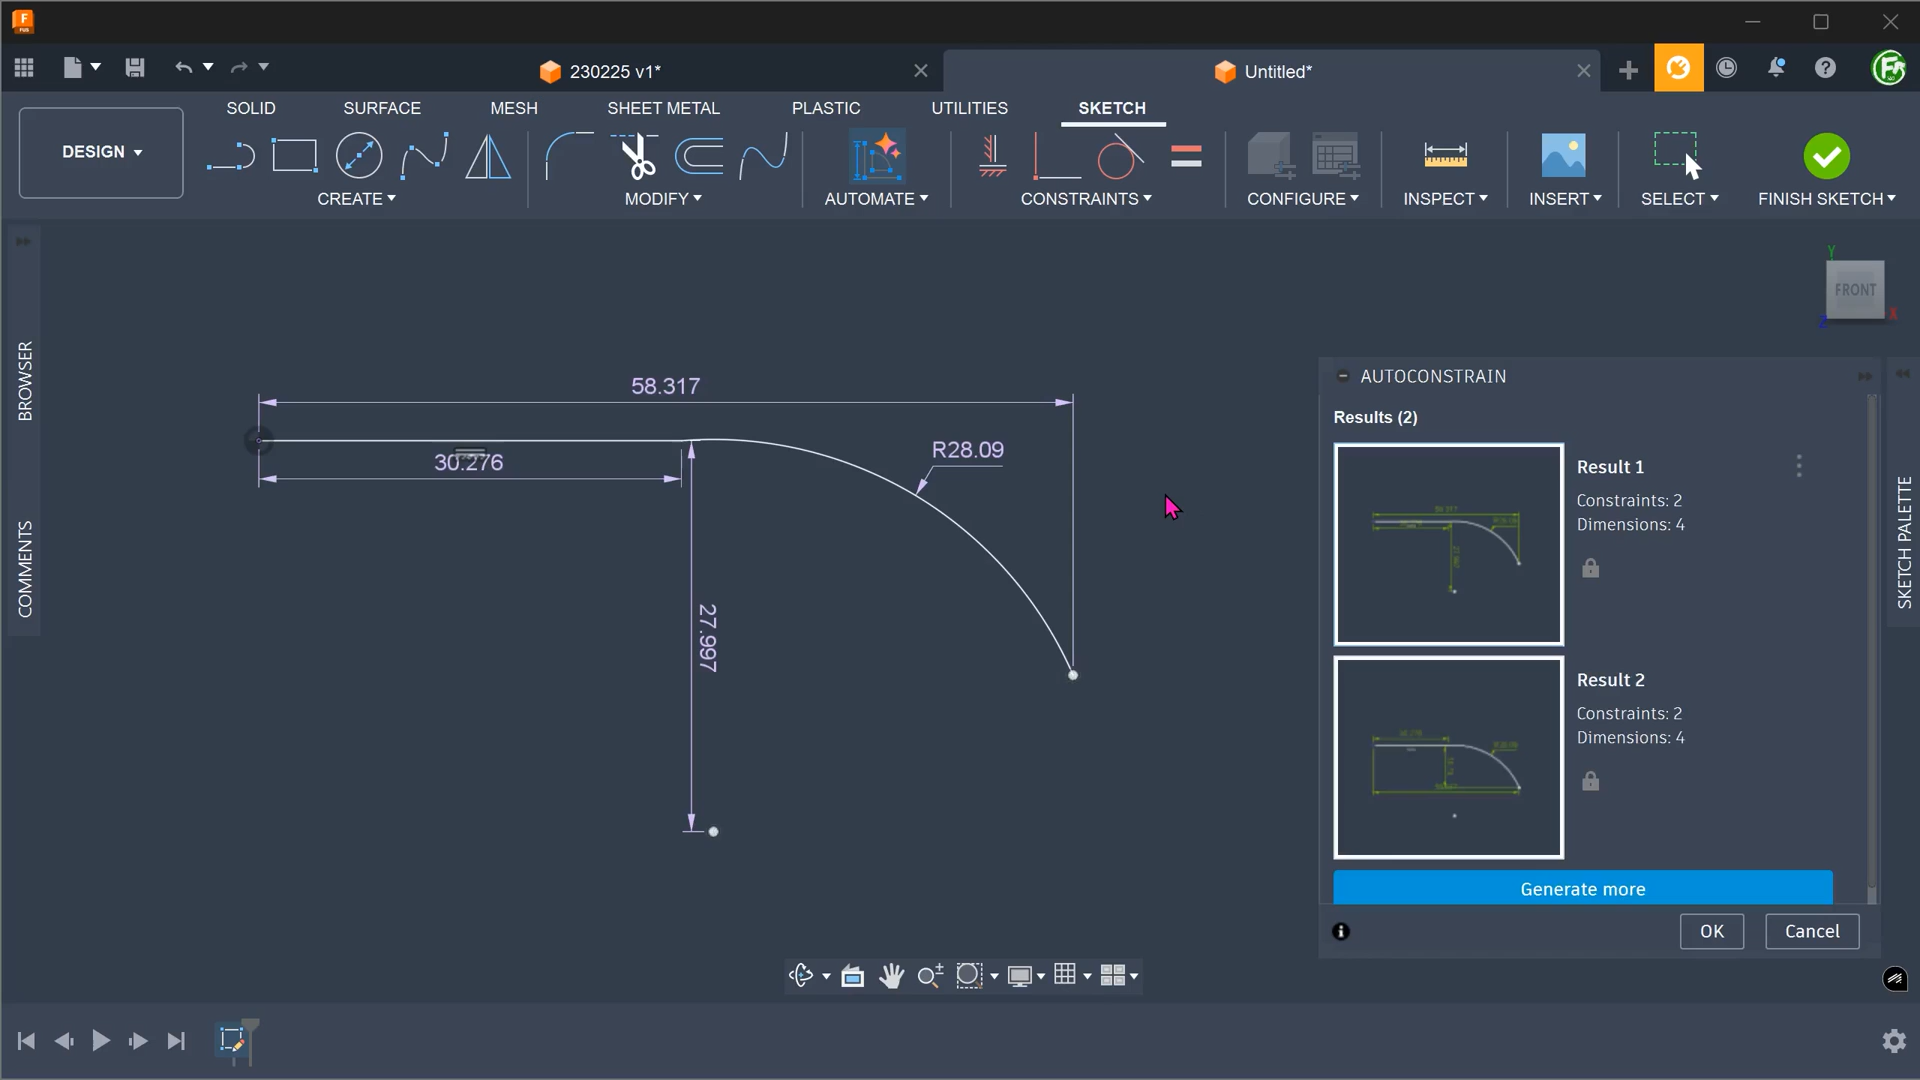 230225 v1*
Untitled*
DESIGN
SOLID
SURFACE
MESH
SHEET METAL
PLASTIC
UTILITIES
SKETCH
CREATE
MODIFY
AUTOMATE
CONSTRAINTS
CONFIGURE
INSPECT
INSERT
SELECT
FINISH SKETCH
BROWSER
COMMENTS
Y
FRONT
X
Z
58.317
30.276
R28.09
27.997
AUTOCONSTRAIN
Results (2)
Result 1
Constraints: 2
Dimensions: 4
Result 2
Constraints: 2
Dimensions: 4
Generate more
OK
Cancel
SKETCH PALETTE